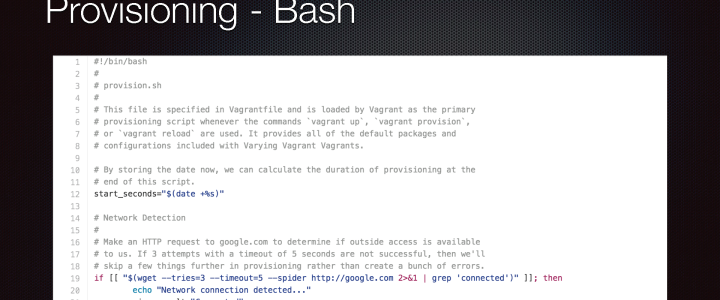 Provisioning - Bash
1 #!/bin/bash
2 #
3 # provision.sh
4 #
5 # This file is specified in Vagrantfile and is loaded by Vagrant as the primary
6 # provisioning script whenever the commands `vagrant up`, `vagrant provision`,
7 # or `vagrant reload` are used. It provides all of the default packages and
8 # configurations included with Varying Vagrant Vagrants.
9
10 # By storing the date now, we can calculate the duration of provisioning at the
11 # end of this script.
12 start_seconds="$(date +%s)"
13
14 # Network Detection
15 #
16 # Make an HTTP request to google.com to determine if outside access is available
17 # to us. If 3 attempts with a timeout of 5 seconds are not successful, then we'll
18 # skip a few things further in provisioning rather than create a bunch of errors.
19 if [[ "$(wget --tries=3 --timeout=5 --spider http://google.com 2>&1 | grep 'connected')" ]]; then
20 echo "Network connection detected..."